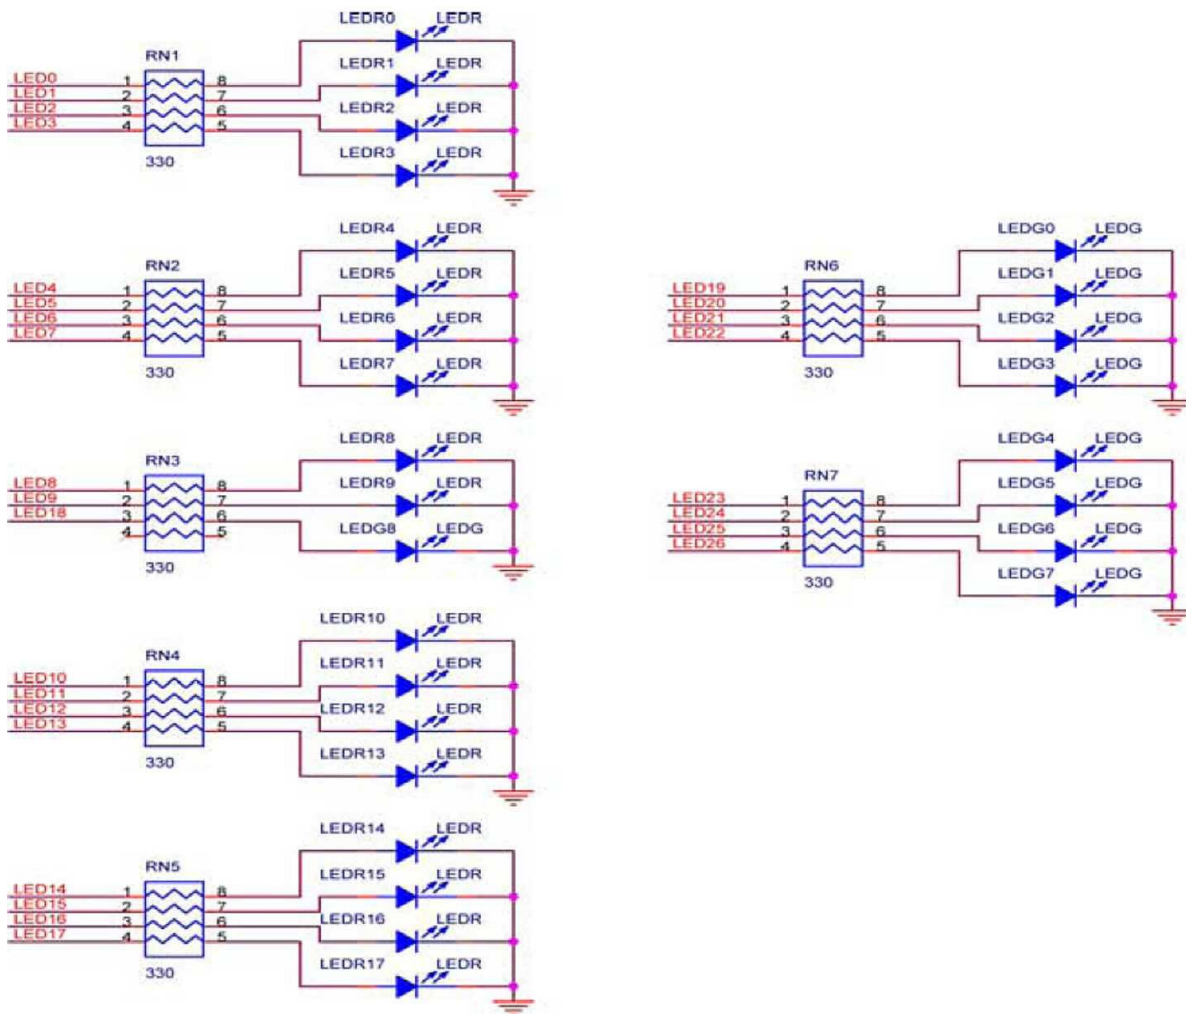 LEDR0 LEDR
RN1
LED0 1 8 LEDR1 LEDR
LED1 2 7
LED2 3 6 LEDR2 LEDR
LED3 4 5
330 LEDR3 LEDR
LEDR4 LEDR
RN2
LED4 1 8 LEDR5 LEDR
LED5 2 7
LED6 3 6 LEDR6 LEDR
LED7 4 5
330 LEDR7 LEDR
LEDR8 LEDR
RN3
LED8 1 8 LEDR9 LEDR
LED9 2 7
LED18 3 6 LEDG8 LEDG
4 5
330
LEDR10 LEDR
RN4
LED10 1 8 LEDR11 LEDR
LED11 2 7
LED12 3 6 LEDR12 LEDR
LED13 4 5
330 LEDR13 LEDR
LEDR14 LEDR
RN5
LED14 1 8 LEDR15 LEDR
LED15 2 7
LED16 3 6 LEDR16 LEDR
LED17 4 5
330 LEDR17 LEDR
LEDG0 LEDG
RN6
LED19 1 8 LEDG1 LEDG
LED20 2 7
LED21 3 6 LEDG2 LEDG
LED22 4 5
330 LEDG3 LEDG
LEDG4 LEDG
RN7
LED23 1 8 LEDG5 LEDG
LED24 2 7
LED25 3 6 LEDG6 LEDG
LED26 4 5
330 LEDG7 LEDG